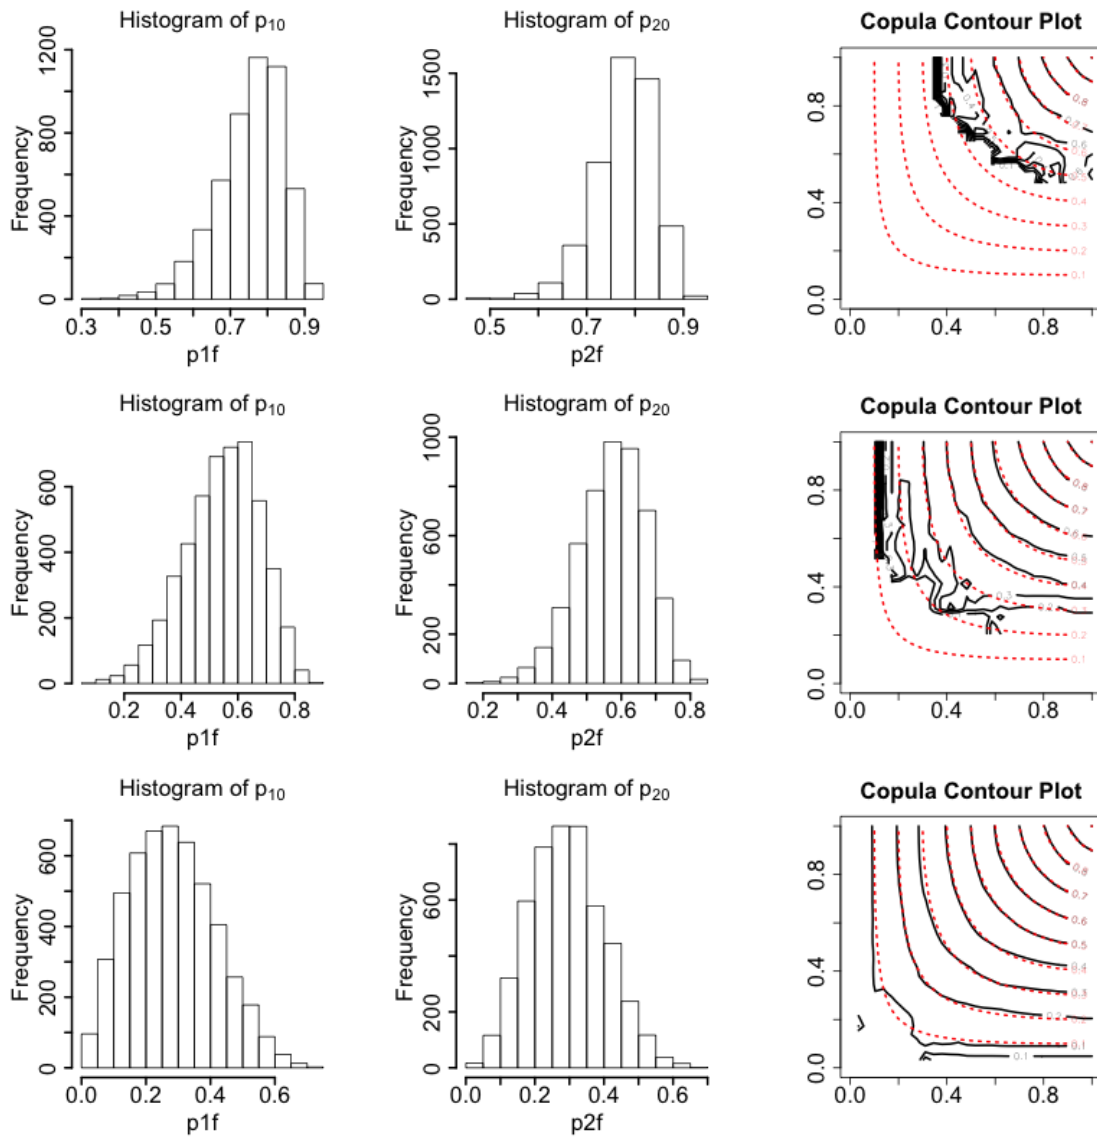 Histogram of p10
Frequency
0 400 800 1200
0.3 0.5 0.7 0.9
p1f
Histogram of p20
Frequency
0 500 1000 1500
0.5 0.7 0.9
p2f
Copula Contour Plot
0.0 0.4 0.8
0.0 0.4 0.8
0.8
0.7
0.6
0.4
0.3
0.2
0.1
Histogram of p10
Frequency
0 200 400 600
0.2 0.4 0.6 0.8
p1f
Histogram of p20
Frequency
0 200 600 1000
0.2 0.4 0.6 0.8
p2f
Copula Contour Plot
0.0 0.4 0.8
0.0 0.4 0.8
0.8
0.7
0.6
0.5
0.4
0.3
0.2
0.1
Histogram of p10
Frequency
0 200 400 600
0.0 0.2 0.4 0.6
p1f
Histogram of p20
Frequency
0 200 600
0.0 0.2 0.4 0.6
p2f
Copula Contour Plot
0.0 0.4 0.8
0.0 0.4 0.8
0.8
0.7
0.6
0.5
0.4
0.4
0.3
0.2
0.1
0.1